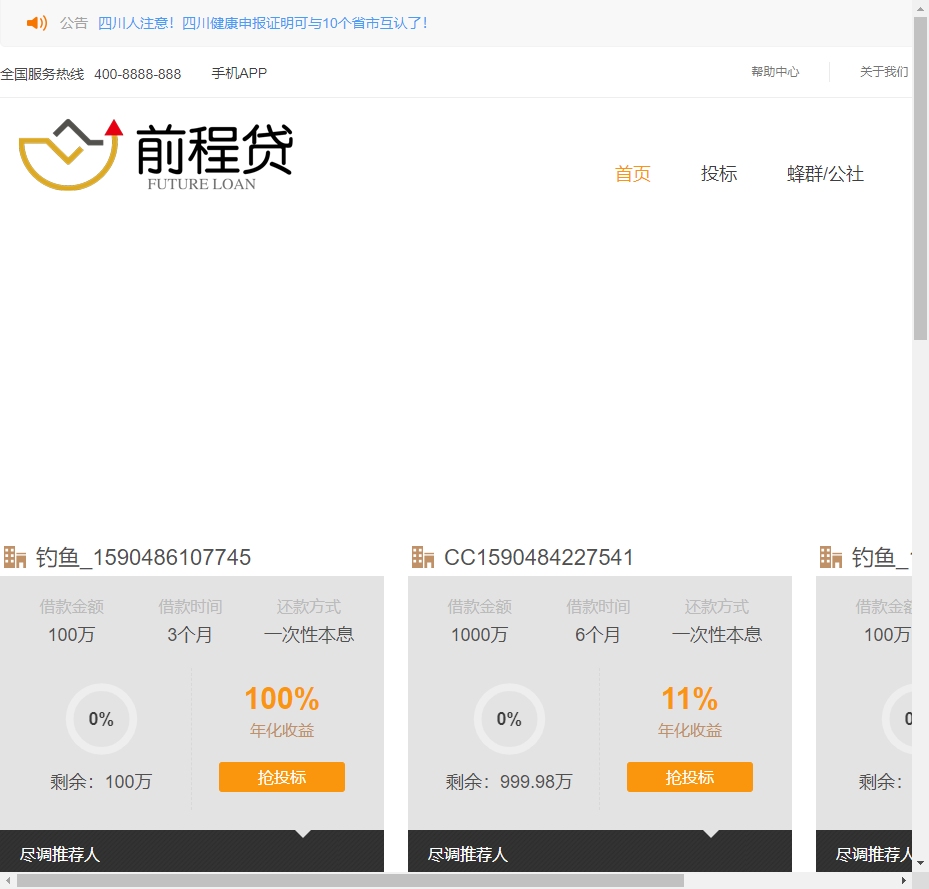 公告 四川人注意！四川健康申报证明可与10个省市互认了！
全国服务热线 400-8888-888 手机APP 帮助中心 关于我们
前程贷
FUTURE LOAN
首页 投标 蜂群/公社
钓鱼_1590486107745 CC1590484227541 钓鱼_
借款金额 借款时间 还款方式 借款金额 借款时间 还款方式 借款金额
100万 3个月 一次性本息 1000万 6个月 一次性本息 100万
100% 11%
0% 0% 0
年化收益 年化收益
抢投标 抢投标
剩余：100万 剩余：999.98万 剩余：
尽调推荐人 尽调推荐人 尽调推荐人